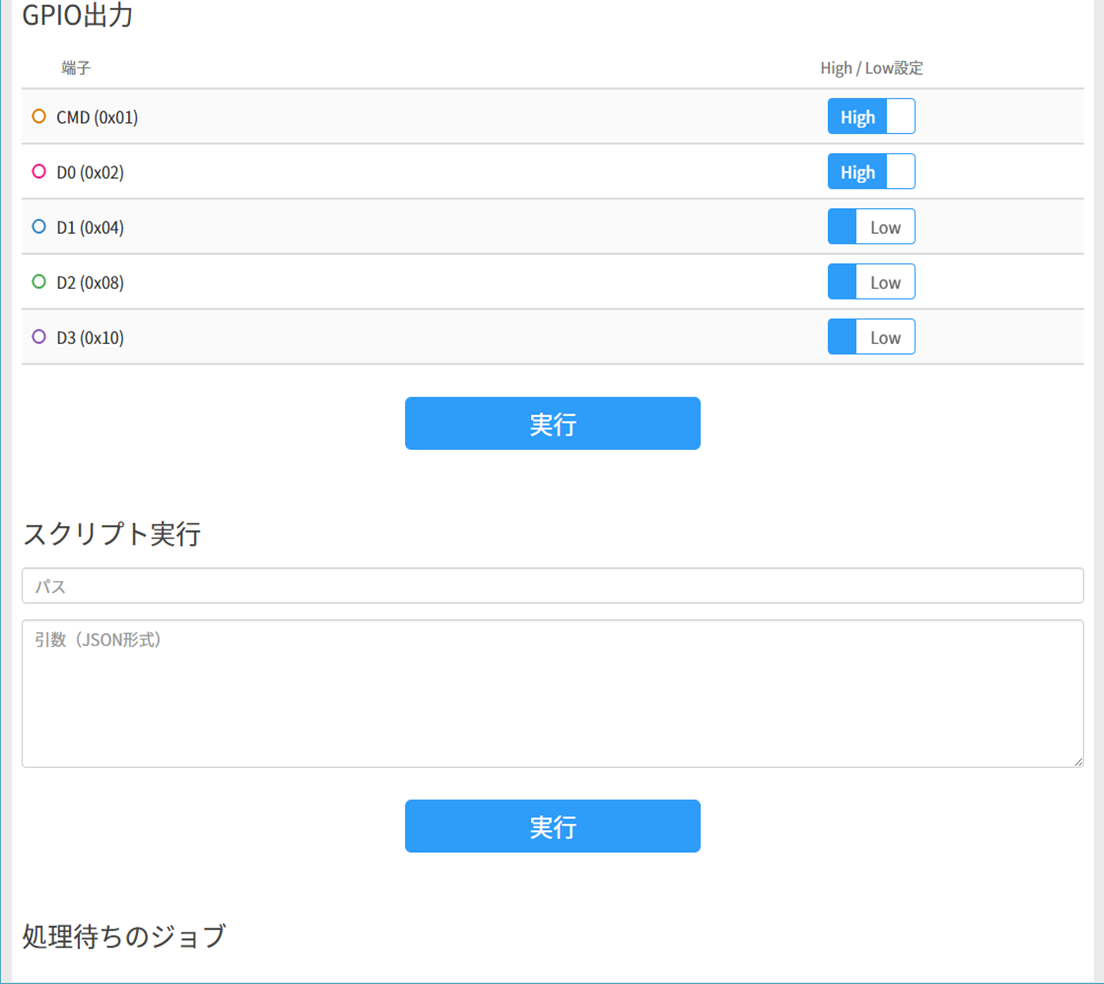 GPIO出力
端子 High / Low設定
CMD (0x01) High
D0 (0x02) High
D1 (0x04) Low
D2 (0x08) Low
D3 (0x10) Low
実行
スクリプト実行
パス
引数（JSON形式）
実行
処理待ちのジョブ